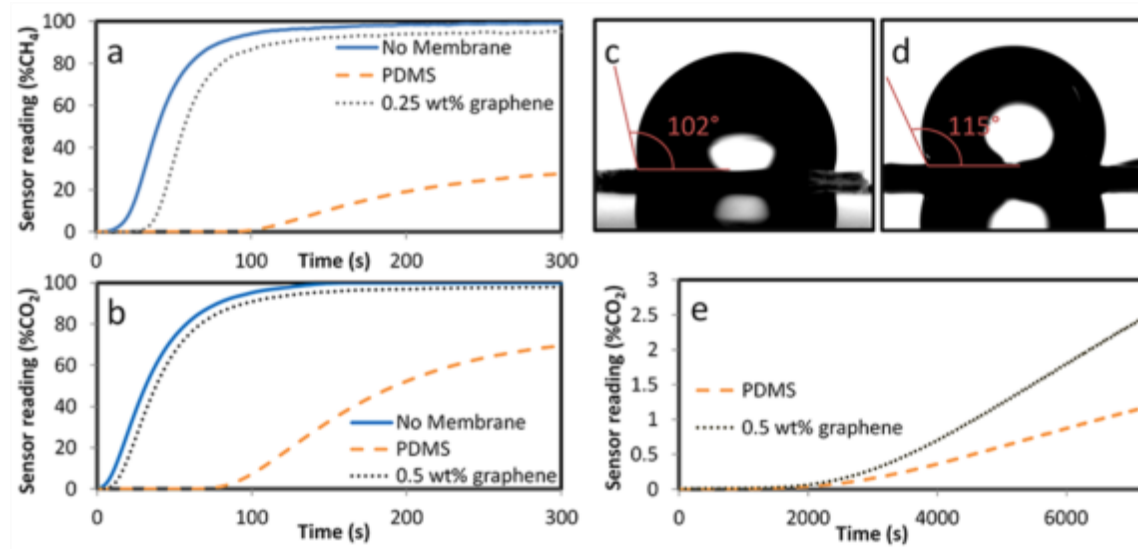 a
Sensor reading (%CH₄)
100
80
60
40
20
0
No Membrane
PDMS
0.25 wt% graphene
0
100
200
300
Time (s)
c
102°
d
115°
b
Sensor reading (%CO₂)
100
80
60
40
20
0
No Membrane
PDMS
0.5 wt% graphene
0
100
200
300
Time (s)
e
Sensor reading (%CO₂)
3
2.5
2
1.5
1
0.5
0
PDMS
0.5 wt% graphene
0
2000
4000
6000
Time (s)